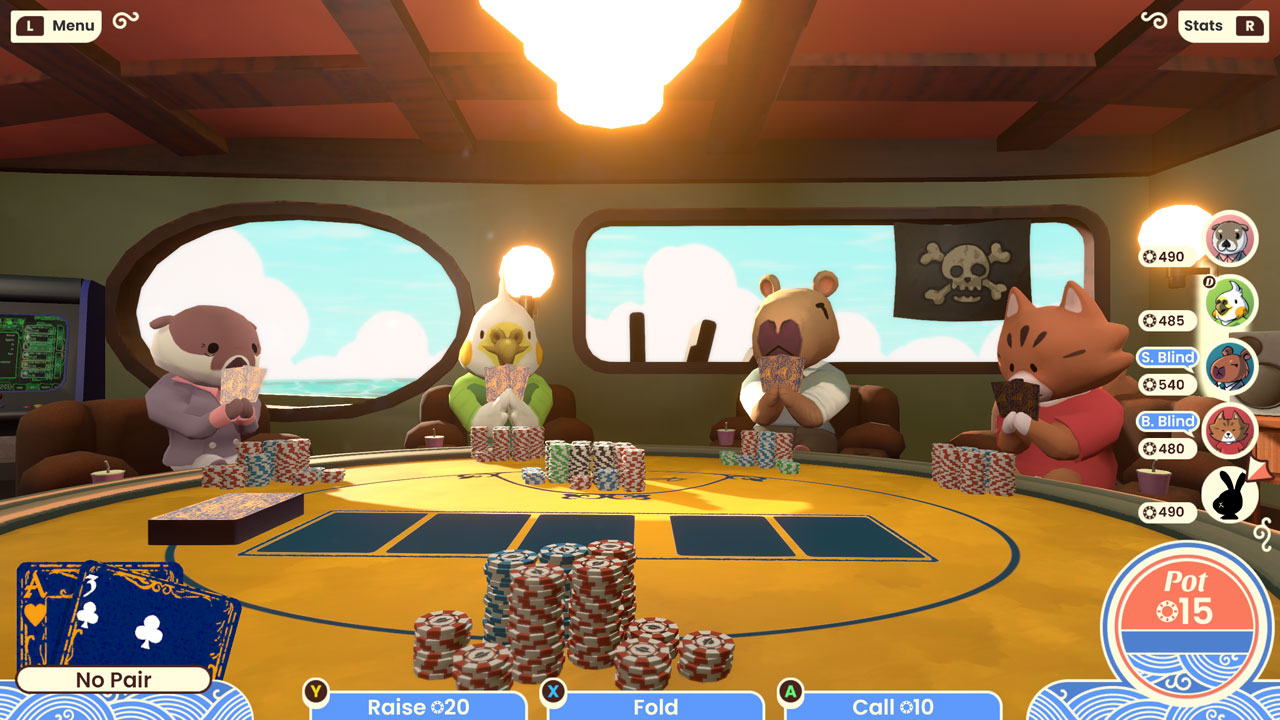 L Menu
Stats R
490
D
485
S. Blind
540
B. Blind
480
490
A
3
Pot
15
No Pair
Y
Raise 20
X
Fold
A
Call 10